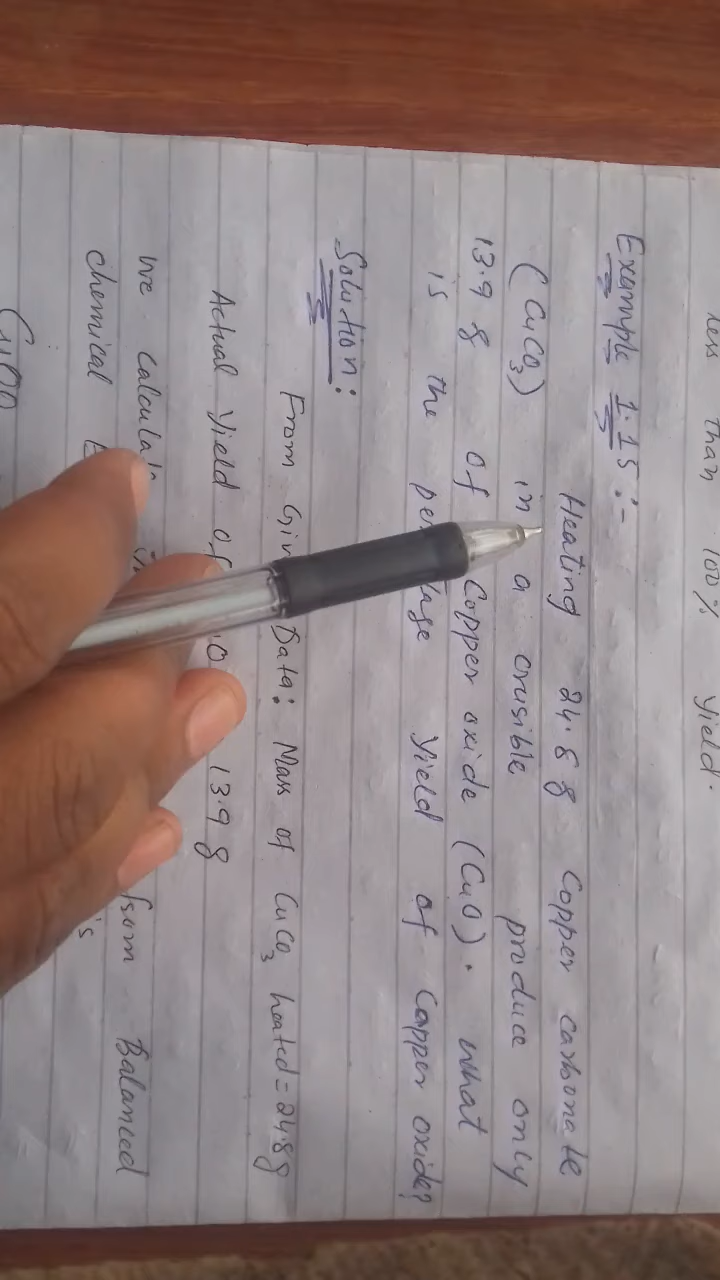 less than 100% Yield.
Example 1.15:-
Heating 24.8 g Copper carbonate
(CuCO3) in a crusible produce only
13.9 g of Copper oxide (CuO). what
is the Yield of Copper oxide?
Solution:
From Data: Mass of CuCO3 heated = 24.8g
Actual Yield of 13.9 g
we from Balanced
chemical